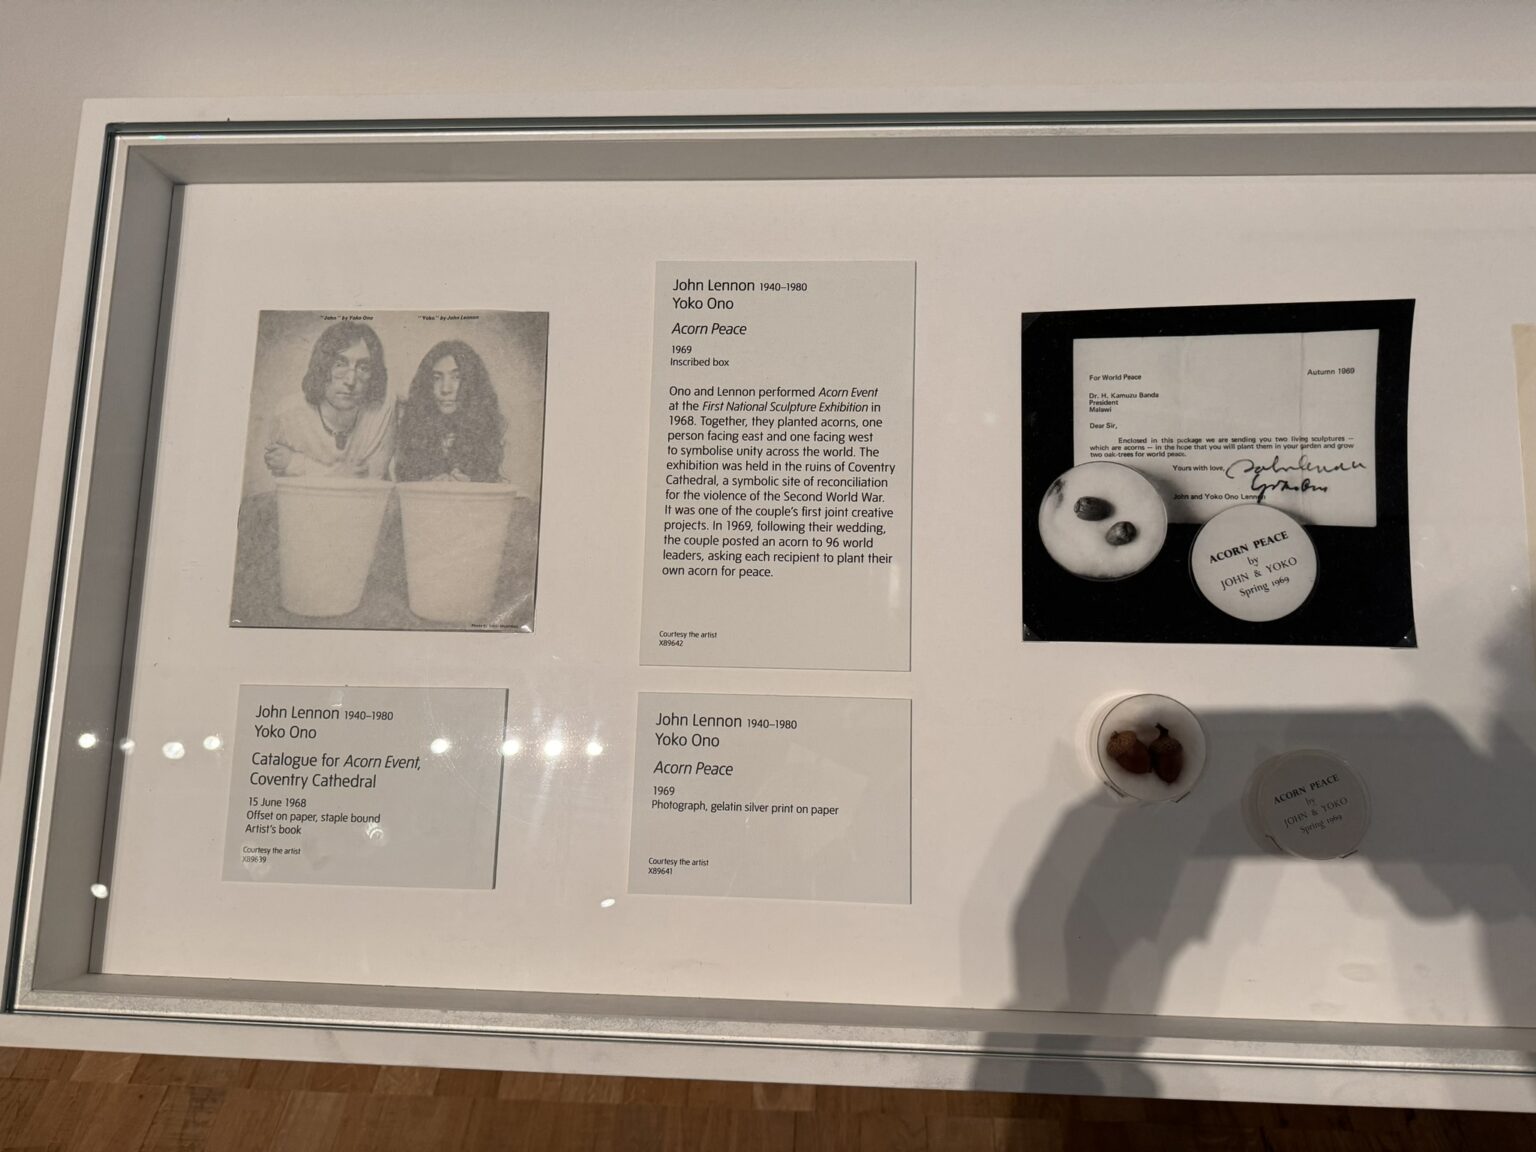 "John" by Yoko Ono
"Yoko" by John Lennon
John Lennon 1940–1980
Yoko Ono
Catalogue for Acorn Event,
Coventry Cathedral
15 June 1968
Offset on paper, staple bound
Artist's book
Courtesy the artist
X89639
John Lennon 1940–1980
Yoko Ono
Acorn Peace
1969
Inscribed box
Ono and Lennon performed Acorn Event
at the First National Sculpture Exhibition in
1968. Together, they planted acorns, one
person facing east and one facing west
to symbolise unity across the world. The
exhibition was held in the ruins of Coventry
Cathedral, a symbolic site of reconciliation
for the violence of the Second World War.
It was one of the couple's first joint creative
projects. In 1969, following their wedding,
the couple posted an acorn to 96 world
leaders, asking each recipient to plant their
own acorn for peace.
Courtesy the artist
X89642
John Lennon 1940–1980
Yoko Ono
Acorn Peace
1969
Photograph, gelatin silver print on paper
Courtesy the artist
X89641
For World Peace
Autumn 1969
Dr. H. Kamuzu Banda
President
Malawi
Dear Sir,
Enclosed in this package we are sending you two living sculptures --
which are acorns -- in the hope that you will plant them in your garden and grow
two oak-trees for world peace.
Yours with love,
John Lennon
Yoko Ono
John and Yoko Ono Lennon
ACORN PEACE
by
JOHN & YOKO
Spring 1969
ACORN PEACE
by
JOHN & YOKO
Spring 1969